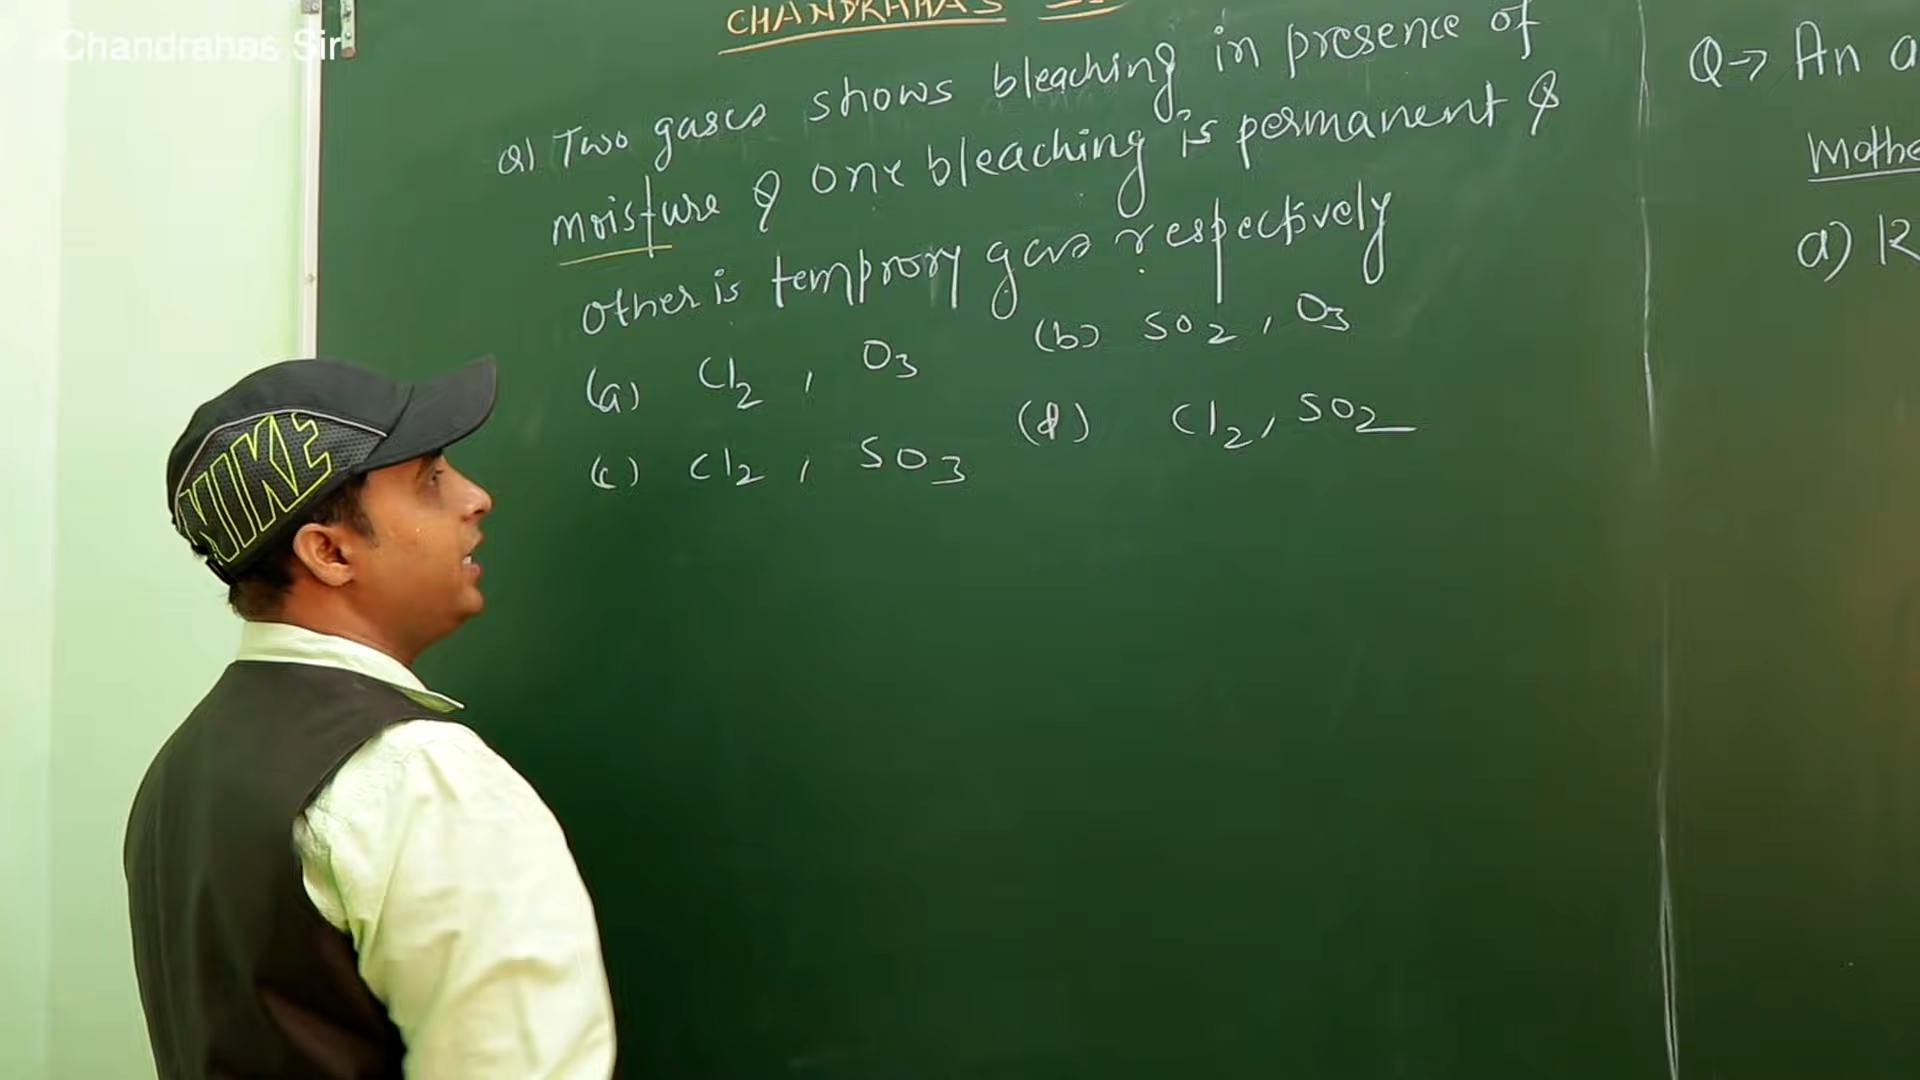 Chandrahas Sir
CHANDRAHAS
Q) Two gases shows bleaching in presence of
moisture & one bleaching is permanent &
other is temprory gas respectively
(a) Cl2 , O3 (b) SO2 , O3
(c) Cl2 , SO3 (d) Cl2, SO2
Q→ An a
Mothe
a) R
NIKE